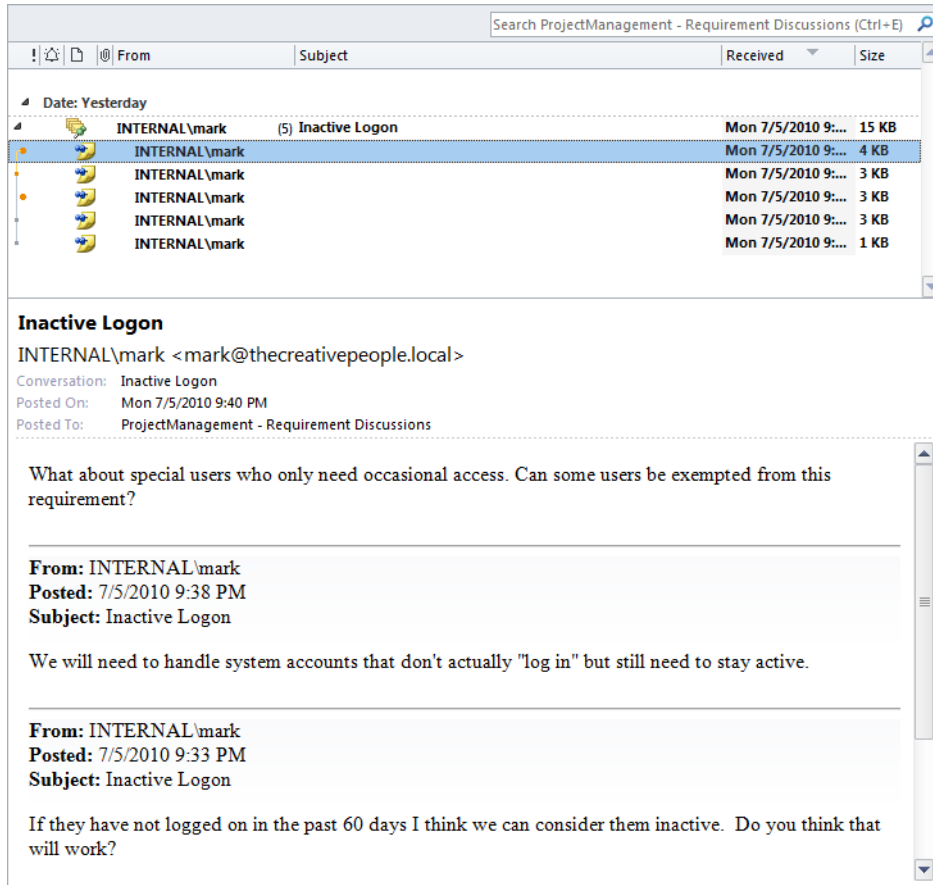 Search ProjectManagement - Requirement Discussions (Ctrl+E)
! From Subject Received Size
Date: Yesterday
INTERNAL\mark (5) Inactive Logon Mon 7/5/2010 9:... 15 KB
INTERNAL\mark Mon 7/5/2010 9:... 4 KB
INTERNAL\mark Mon 7/5/2010 9:... 3 KB
INTERNAL\mark Mon 7/5/2010 9:... 3 KB
INTERNAL\mark Mon 7/5/2010 9:... 3 KB
INTERNAL\mark Mon 7/5/2010 9:... 1 KB
Inactive Logon
INTERNAL\mark <mark@thecreativepeople.local>
Conversation: Inactive Logon
Posted On: Mon 7/5/2010 9:40 PM
Posted To: ProjectManagement - Requirement Discussions
What about special users who only need occasional access. Can some users be exempted from this
requirement?
From: INTERNAL\mark
Posted: 7/5/2010 9:38 PM
Subject: Inactive Logon
We will need to handle system accounts that don't actually "log in" but still need to stay active.
From: INTERNAL\mark
Posted: 7/5/2010 9:33 PM
Subject: Inactive Logon
If they have not logged on in the past 60 days I think we can consider them inactive.  Do you think that
will work?